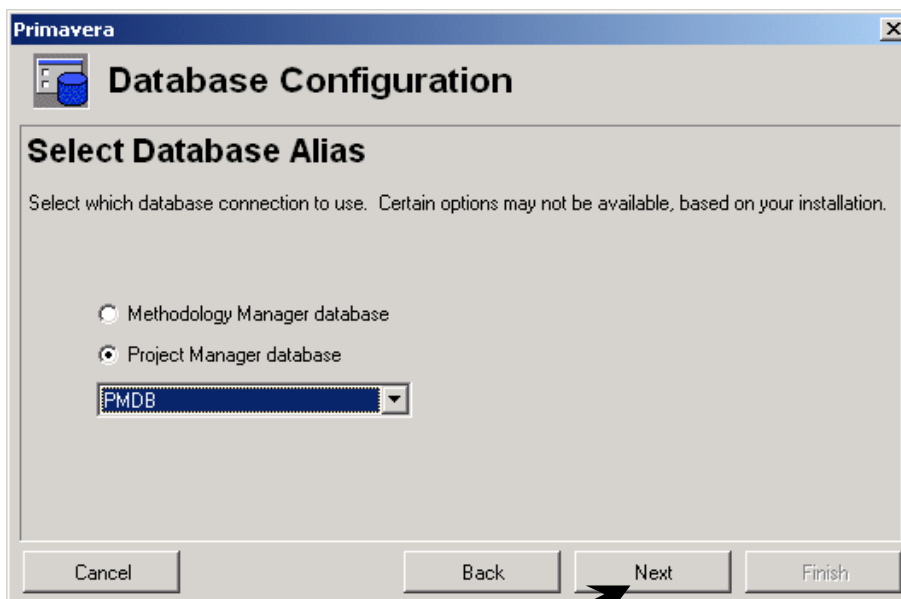 Primavera
Database Configuration
Select Database Alias
Select which database connection to use. Certain options may not be available, based on your installation.
Methodology Manager database
Project Manager database
PMDB
Cancel
Back
Next
Finish